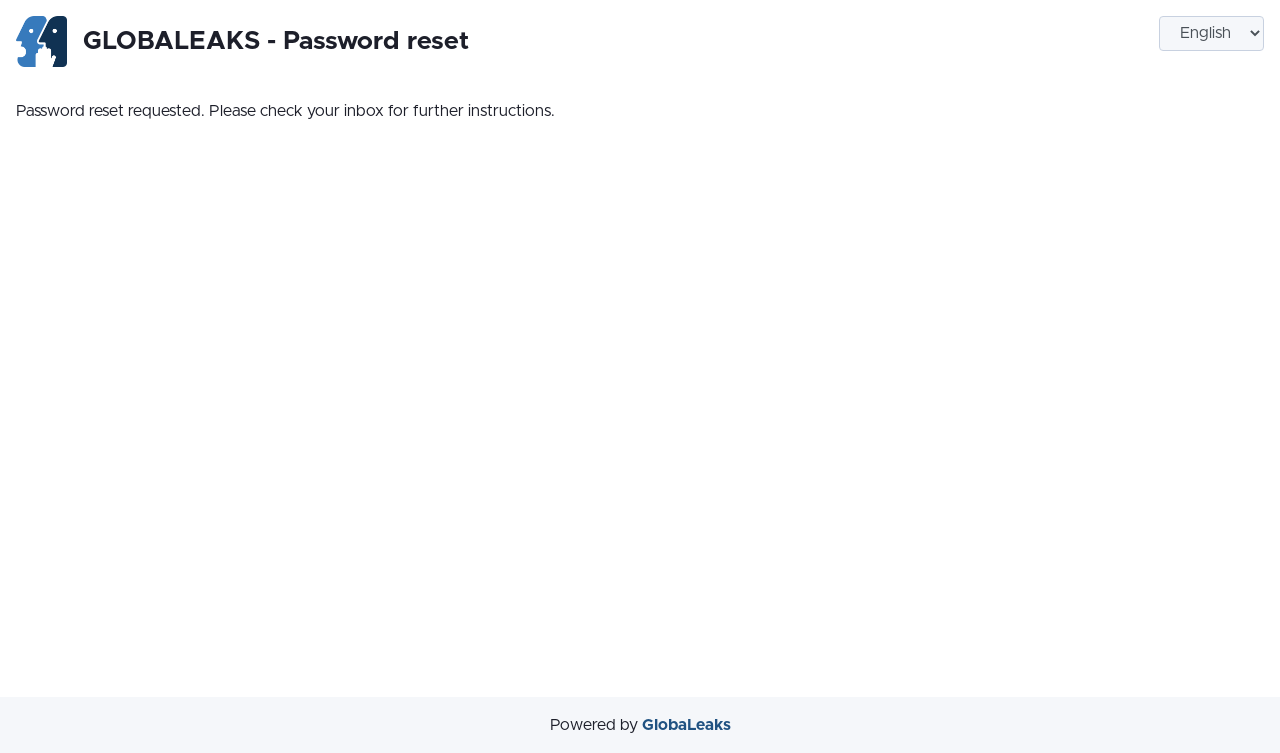 GLOBALEAKS - Password reset
English
Password reset requested. Please check your inbox for further instructions.
Powered by GlobaLeaks